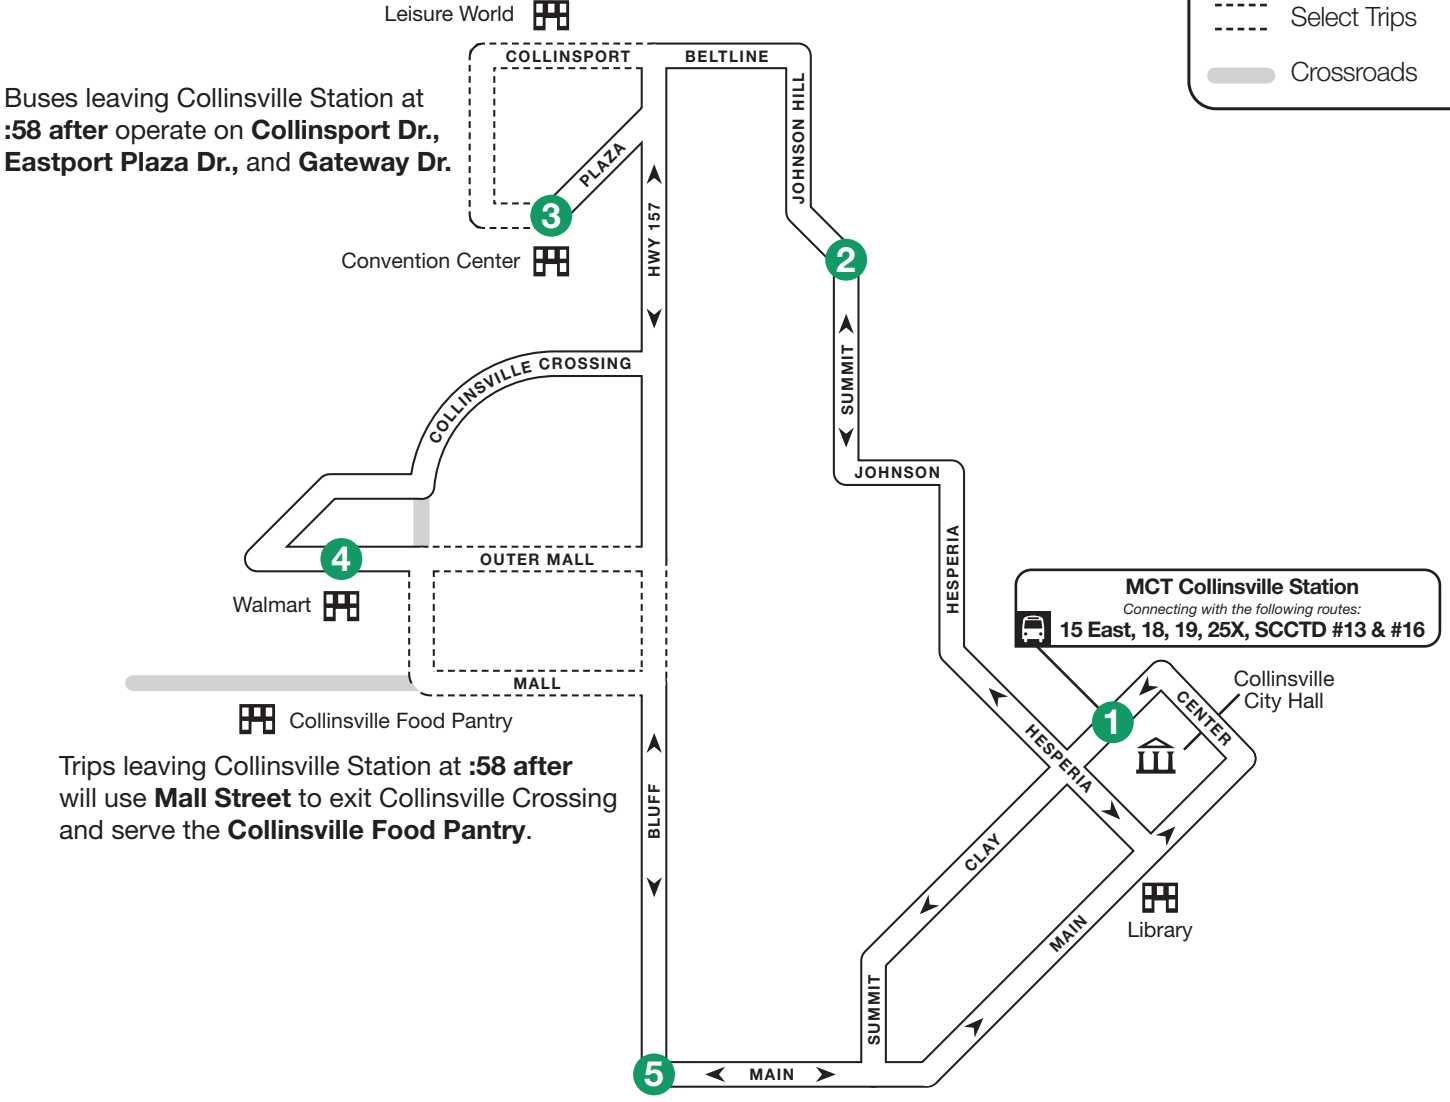 Leisure World
Select Trips
Crossroads
COLLINSPORT
BELTLINE
Buses leaving Collinsville Station at
:58 after operate on Collinsport Dr.,
Eastport Plaza Dr., and Gateway Dr.
JOHNSON HILL
PLAZA
3
HWY 157
2
Convention Center
COLLINSVILLE CROSSING
SUMMIT
JOHNSON
HESPERIA
4
OUTER MALL
Walmart
MCT Collinsville Station
Connecting with the following routes:
15 East, 18, 19, 25X, SCCTD #13 & #16
MALL
Collinsville
City Hall
CENTER
1
Collinsville Food Pantry
HESPERIA
Trips leaving Collinsville Station at :58 after
will use Mall Street to exit Collinsville Crossing
and serve the Collinsville Food Pantry.
BLUFF
CLAY
MAIN
Library
SUMMIT
5
MAIN